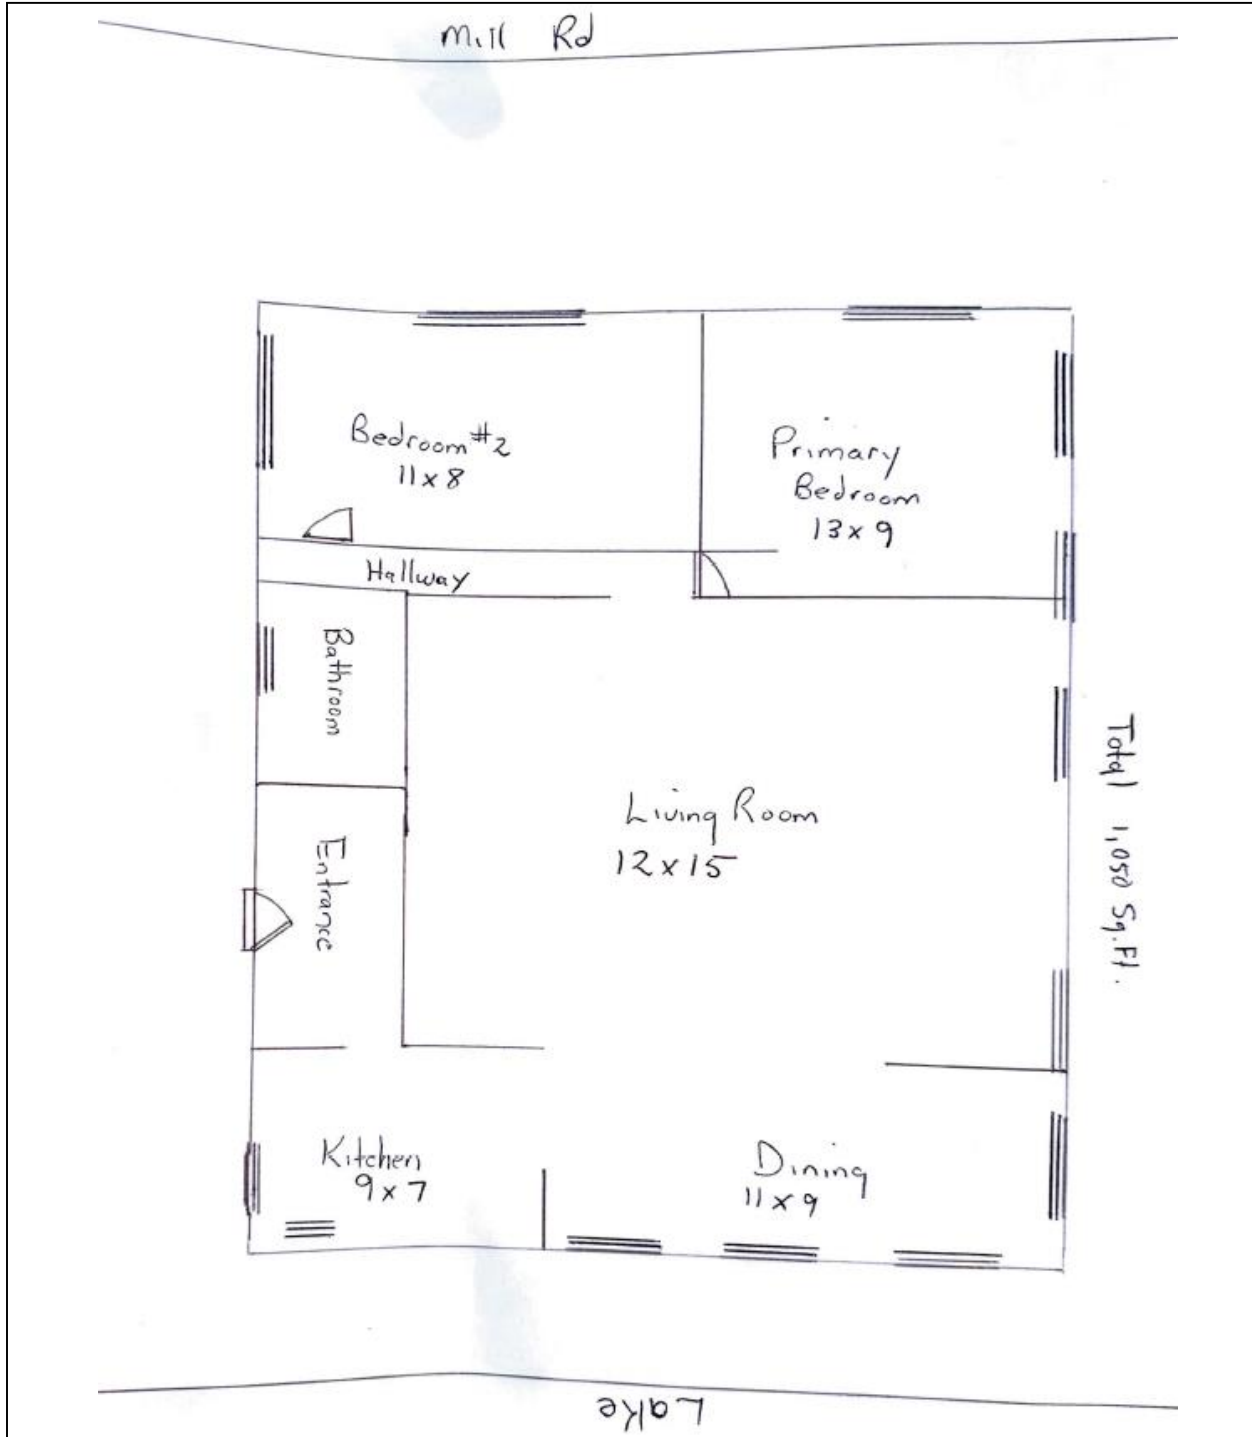 Mill Rd
Bedroom #2
11 x 8
Primary
Bedroom
13 x 9
Hallway
Bathroom
Living Room
12 x 15
Total 1,050 Sq.Ft.
Entrance
Kitchen
9 x 7
Dining
11 x 9
Lake